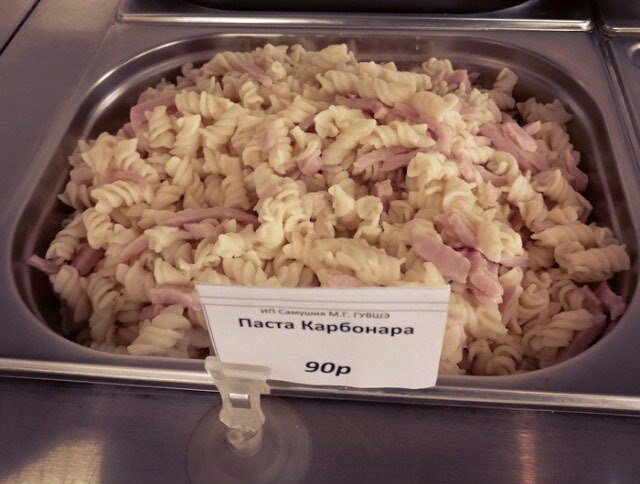 ИП Самушия М.Г. ГУВШЭ
Паста Карбонара
90р